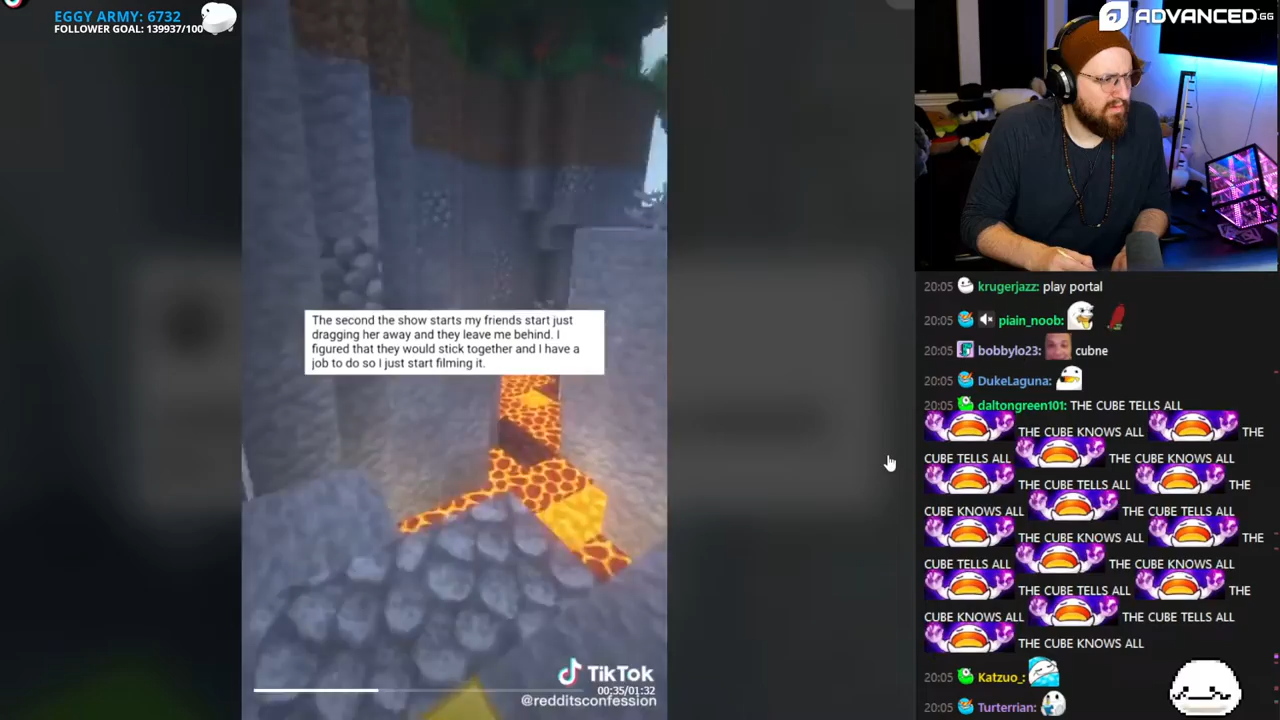 EGGY ARMY: 6732
FOLLOWER GOAL: 139937/100
ADVANCED.GG
The second the show starts my friends start just
dragging her away and they leave me behind. I
figured that they would stick together and I have a
job to do so I just start filming it.
TikTok
00:35/01:32
@redditsconfession
20:05 krugerjazz: play portal
20:05 piain_noob:
20:05 bobbylo23: cubne
20:05 DukeLaguna:
20:05 daltongreen101: THE CUBE TELLS ALL
THE CUBE KNOWS ALL THE
CUBE TELLS ALL THE CUBE KNOWS ALL
THE CUBE TELLS ALL THE
CUBE KNOWS ALL THE CUBE TELLS ALL
THE CUBE KNOWS ALL THE
CUBE TELLS ALL THE CUBE KNOWS ALL
THE CUBE TELLS ALL THE
CUBE KNOWS ALL THE CUBE TELLS ALL
THE CUBE KNOWS ALL
20:05 Katzuo_:
20:05 Turterrian: